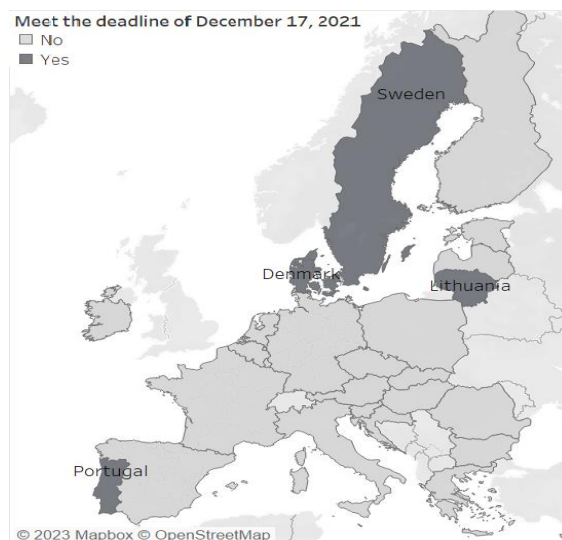 Meet the deadline of December 17, 2021
No
Yes
Sweden
Denmark
Lithuania
Portugal
© 2023 Mapbox © OpenStreetMap